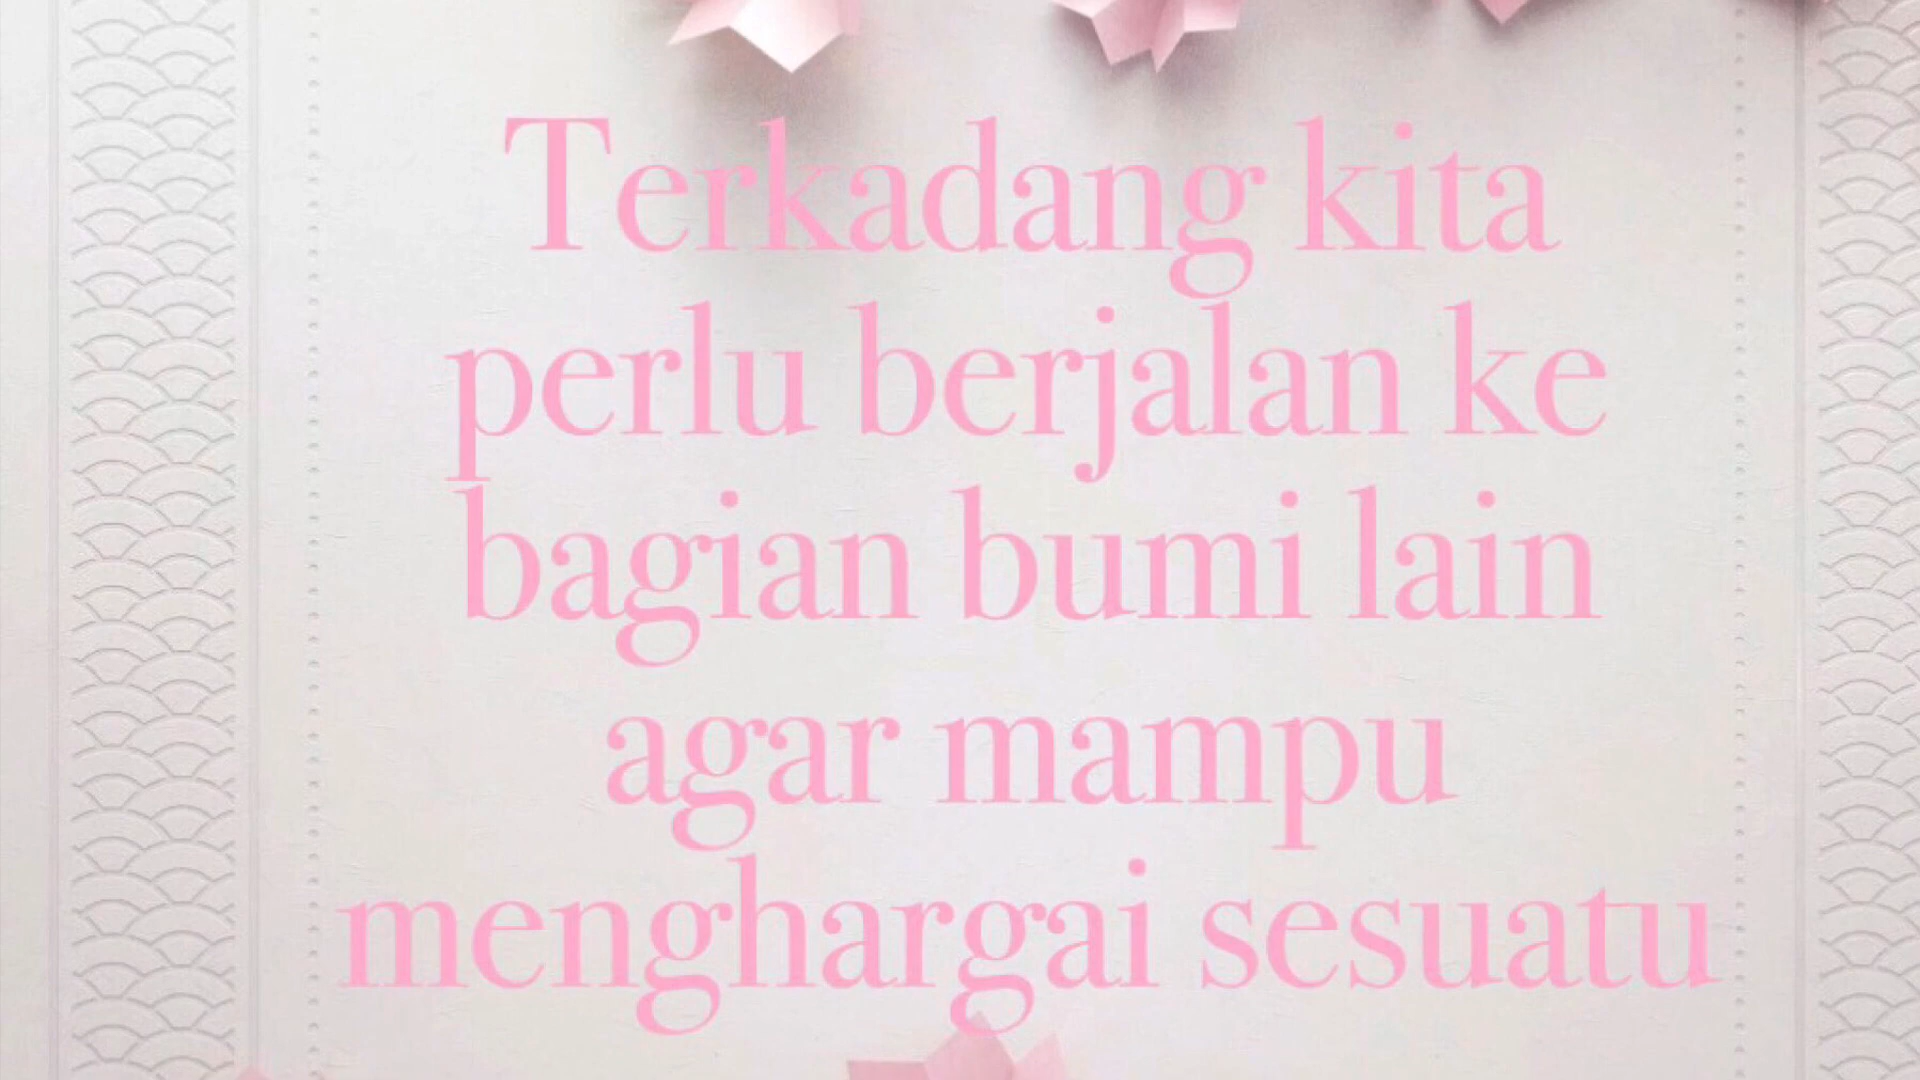 Terkadang kita
perlu berjalan ke
bagian bumi lain
agar mampu
menghargai sesuatu